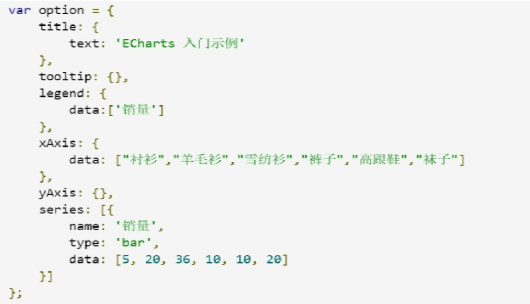 var option = {
    title: {
        text: 'ECharts 入门示例'
    },
    tooltip: {},
    legend: {
        data:['销量']
    },
    xAxis: {
        data: ["衬衫","羊毛衫","雪纺衫","裤子","高跟鞋","袜子"]
    },
    yAxis: {},
    series: [{
        name: '销量',
        type: 'bar',
        data: [5, 20, 36, 10, 10, 20]
    }]
};